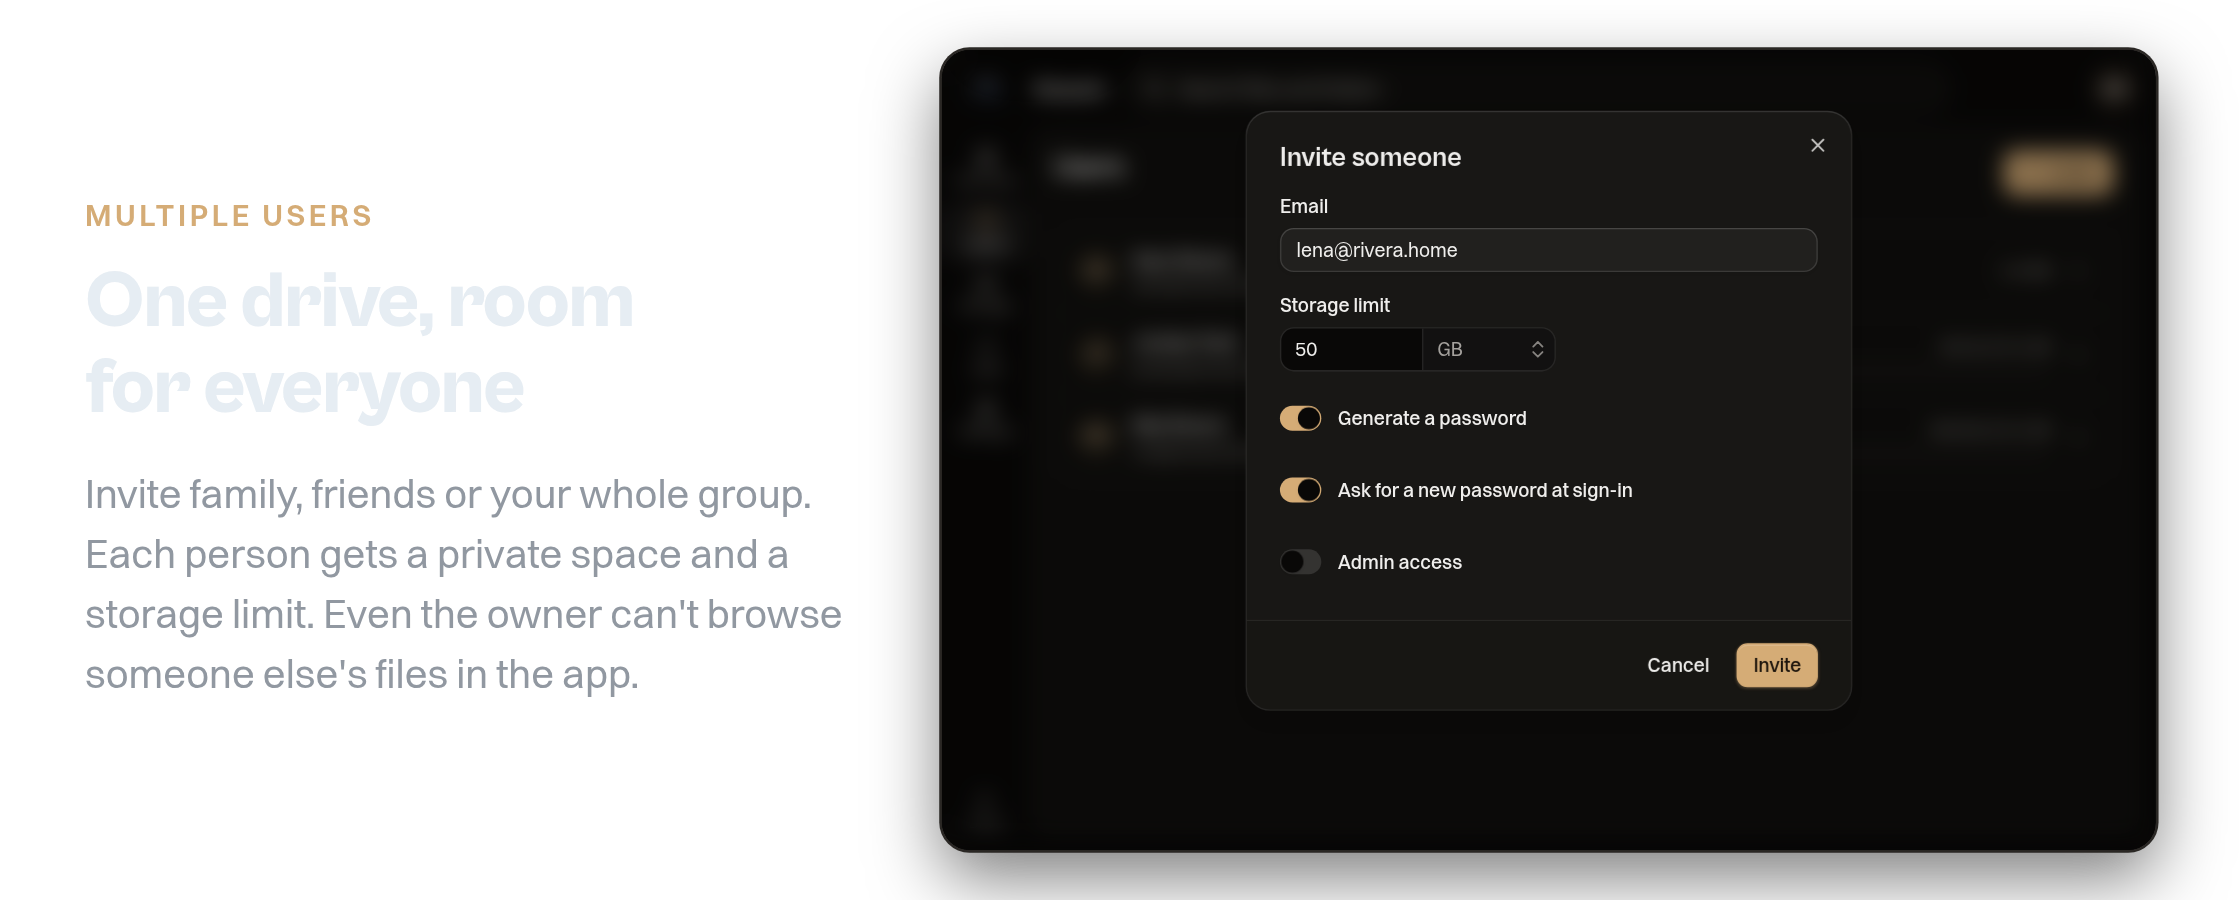 MULTIPLE USERS
One drive, room
for everyone
Invite family, friends or your whole group.
Each person gets a private space and a
storage limit. Even the owner can't browse
someone else's files in the app.
Invite someone
Email
lena@rivera.home
Storage limit
50 GB
Generate a password
Ask for a new password at sign-in
Admin access
Cancel Invite